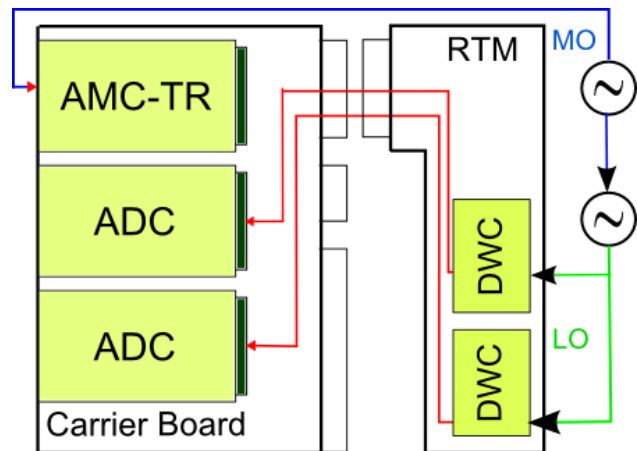 RTM
MO
AMC-TR
ADC
DWC
ADC
LO
DWC
Carrier Board